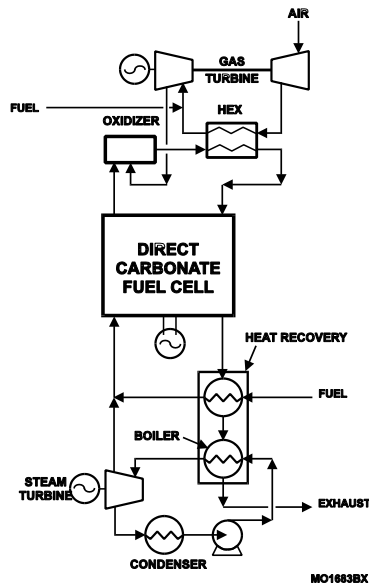 AIR
GAS
TURBINE
FUEL
HEX
OXIDIZER
DIRECT
CARBONATE
FUEL CELL
HEAT RECOVERY
FUEL
BOILER
STEAM
TURBINE
EXHAUST
CONDENSER
MO1683BX